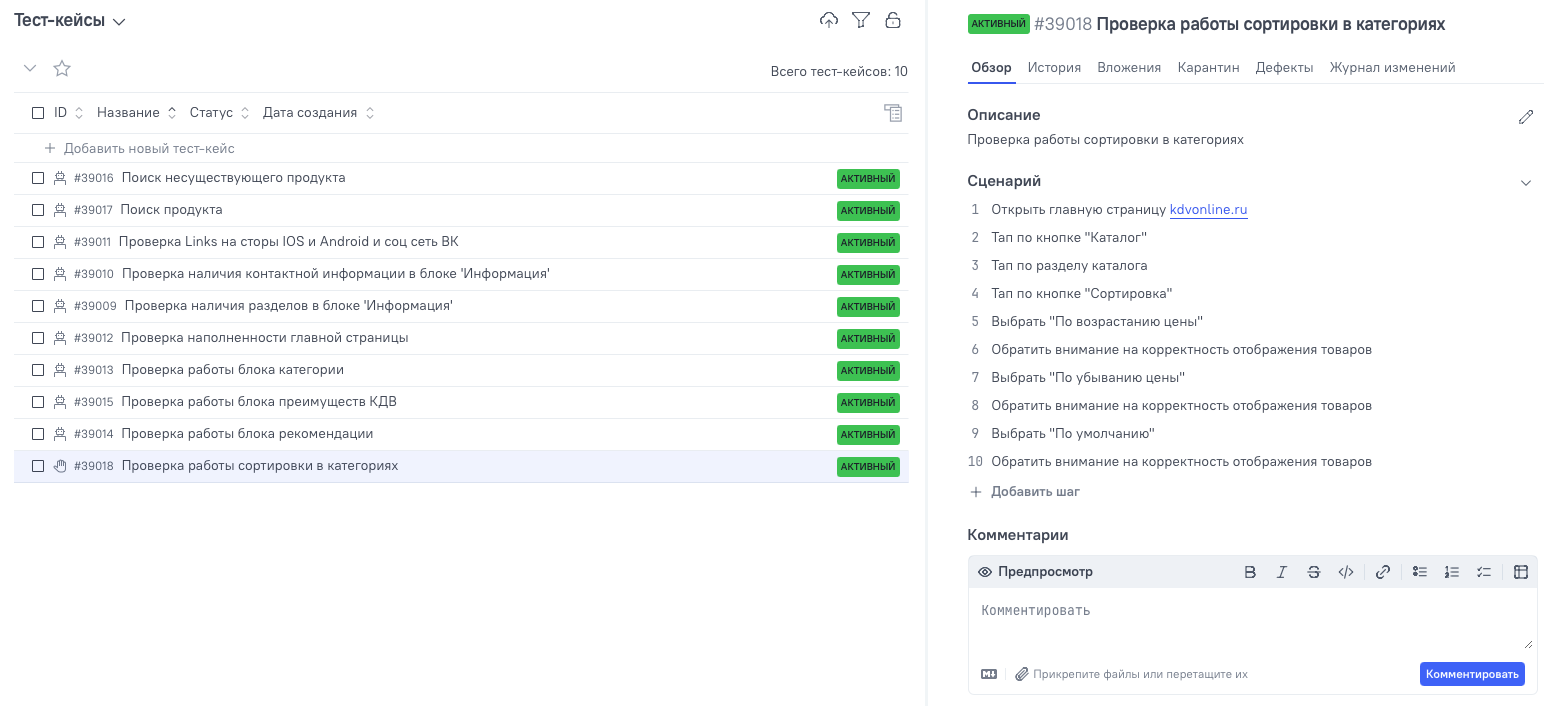 Тест-кейсы
Всего тест-кейсов: 10
ID Название Статус Дата создания
Добавить новый тест-кейс
#39016 Поиск несуществующего продукта АКТИВНЫЙ
#39017 Поиск продукта АКТИВНЫЙ
#39011 Проверка Links на сторы IOS и Android и соц сеть ВК АКТИВНЫЙ
#39010 Проверка наличия контактной информации в блоке 'Информация' АКТИВНЫЙ
#39009 Проверка наличия разделов в блоке 'Информация' АКТИВНЫЙ
#39012 Проверка наполненности главной страницы АКТИВНЫЙ
#39013 Проверка работы блока категории АКТИВНЫЙ
#39015 Проверка работы блока преимуществ КДВ АКТИВНЫЙ
#39014 Проверка работы блока рекомендации АКТИВНЫЙ
#39018 Проверка работы сортировки в категориях АКТИВНЫЙ
АКТИВНЫЙ #39018 Проверка работы сортировки в категориях
Обзор История Вложения Карантин Дефекты Журнал изменений
Описание
Проверка работы сортировки в категориях
Сценарий
1 Открыть главную страницу kdvonline.ru
2 Тап по кнопке "Каталог"
3 Тап по разделу каталога
4 Тап по кнопке "Сортировка"
5 Выбрать "По возрастанию цены"
6 Обратить внимание на корректность отображения товаров
7 Выбрать "По убыванию цены"
8 Обратить внимание на корректность отображения товаров
9 Выбрать "По умолчанию"
10 Обратить внимание на корректность отображения товаров
Добавить шаг
Комментарии
Предпросмотр
Комментировать
Прикрепите файлы или перетащите их Комментировать